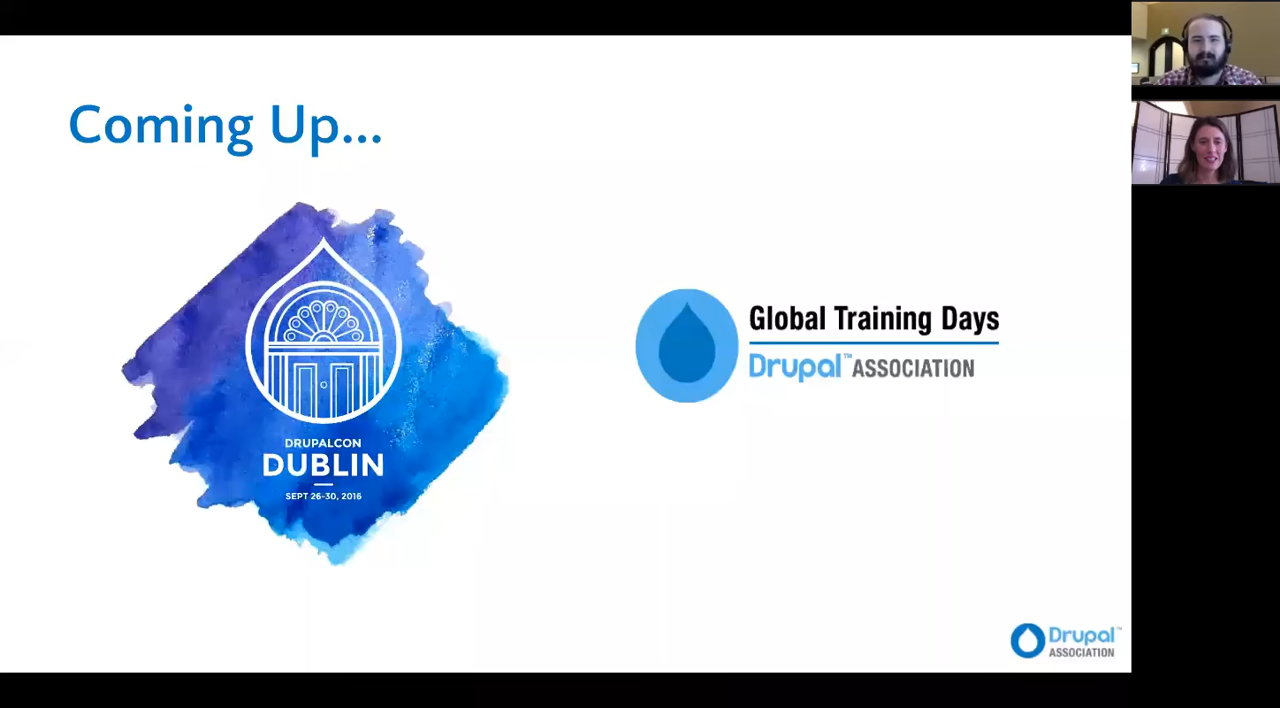 Coming Up...
DRUPALCON
DUBLIN
SEPT 26-30, 2016
Global Training Days
Drupal™ ASSOCIATION
Drupal™
ASSOCIATION